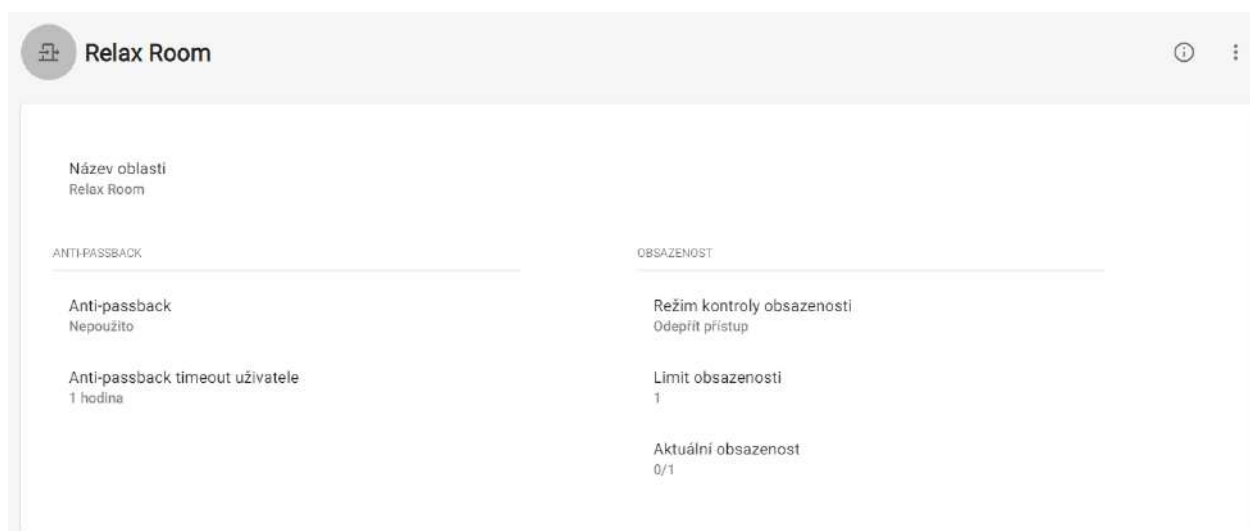 Relax Room
Název oblasti
Relax Room
ANTI-PASSBACK
Anti-passback
Nepoužito
Anti-passback timeout uživatele
1 hodina
OBSAZENOST
Režim kontroly obsazenosti
Odepřít přístup
Limit obsazenosti
1
Aktuální obsazenost
0/1